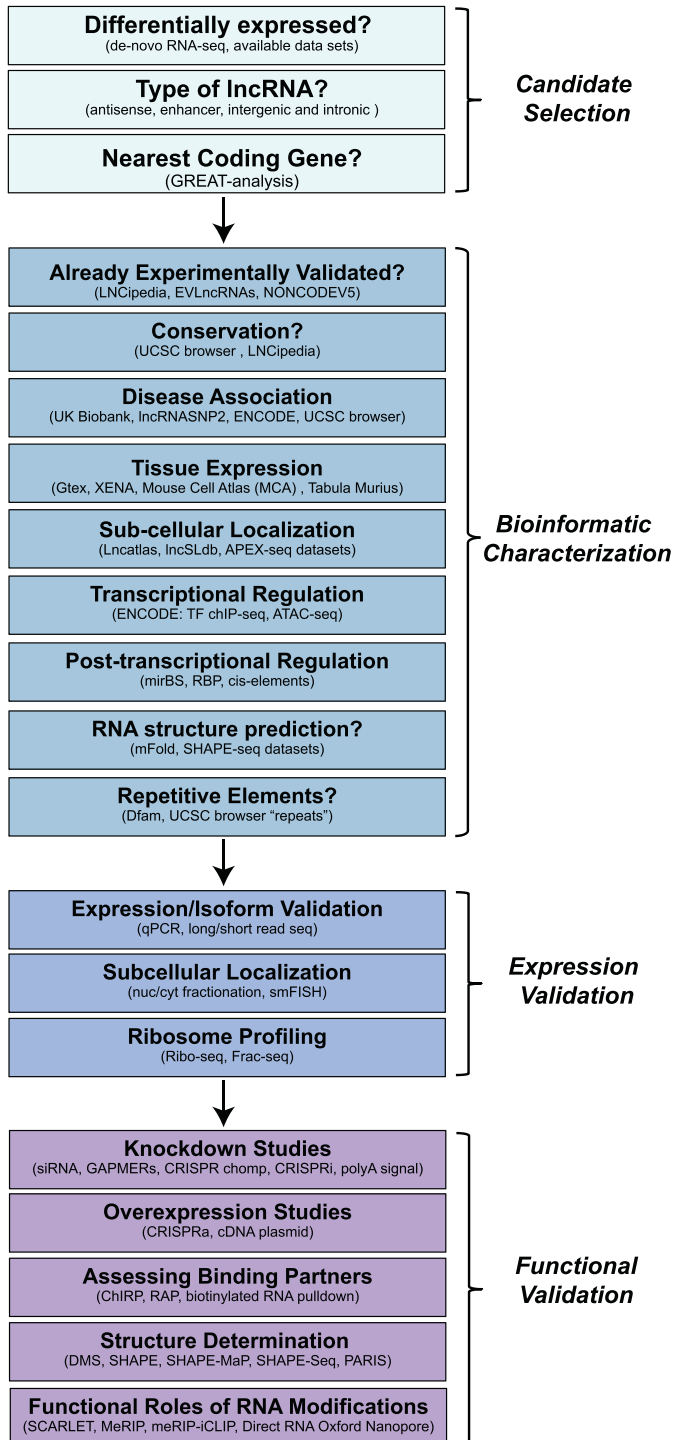 Differentially expressed?
(de-novo RNA-seq, available data sets)
Type of lncRNA?
(antisense, enhancer, intergenic and intronic )
Nearest Coding Gene?
(GREAT-analysis)
Candidate
Selection
Already Experimentally Validated?
(LNCipedia, EVLncRNAs, NONCODEV5)
Conservation?
(UCSC browser , LNCipedia)
Disease Association
(UK Biobank, lncRNASNP2, ENCODE, UCSC browser)
Tissue Expression
(Gtex, XENA, Mouse Cell Atlas (MCA) , Tabula Murius)
Sub-cellular Localization
(Lncatlas, lncSLdb, APEX-seq datasets)
Transcriptional Regulation
(ENCODE: TF chIP-seq, ATAC-seq)
Post-transcriptional Regulation
(mirBS, RBP, cis-elements)
RNA structure prediction?
(mFold, SHAPE-seq datasets)
Repetitive Elements?
(Dfam, UCSC browser “repeats”)
Bioinformatic
Characterization
Expression/Isoform Validation
(qPCR, long/short read seq)
Subcellular Localization
(nuc/cyt fractionation, smFISH)
Ribosome Profiling
(Ribo-seq, Frac-seq)
Expression
Validation
Knockdown Studies
(siRNA, GAPMERs, CRISPR chomp, CRISPRi, polyA signal)
Overexpression Studies
(CRISPRa, cDNA plasmid)
Assessing Binding Partners
(ChIRP, RAP, biotinylated RNA pulldown)
Structure Determination
(DMS, SHAPE, SHAPE-MaP, SHAPE-Seq, PARIS)
Functional Roles of RNA Modifications
(SCARLET, MeRIP, meRIP-iCLIP, Direct RNA Oxford Nanopore)
Functional
Validation